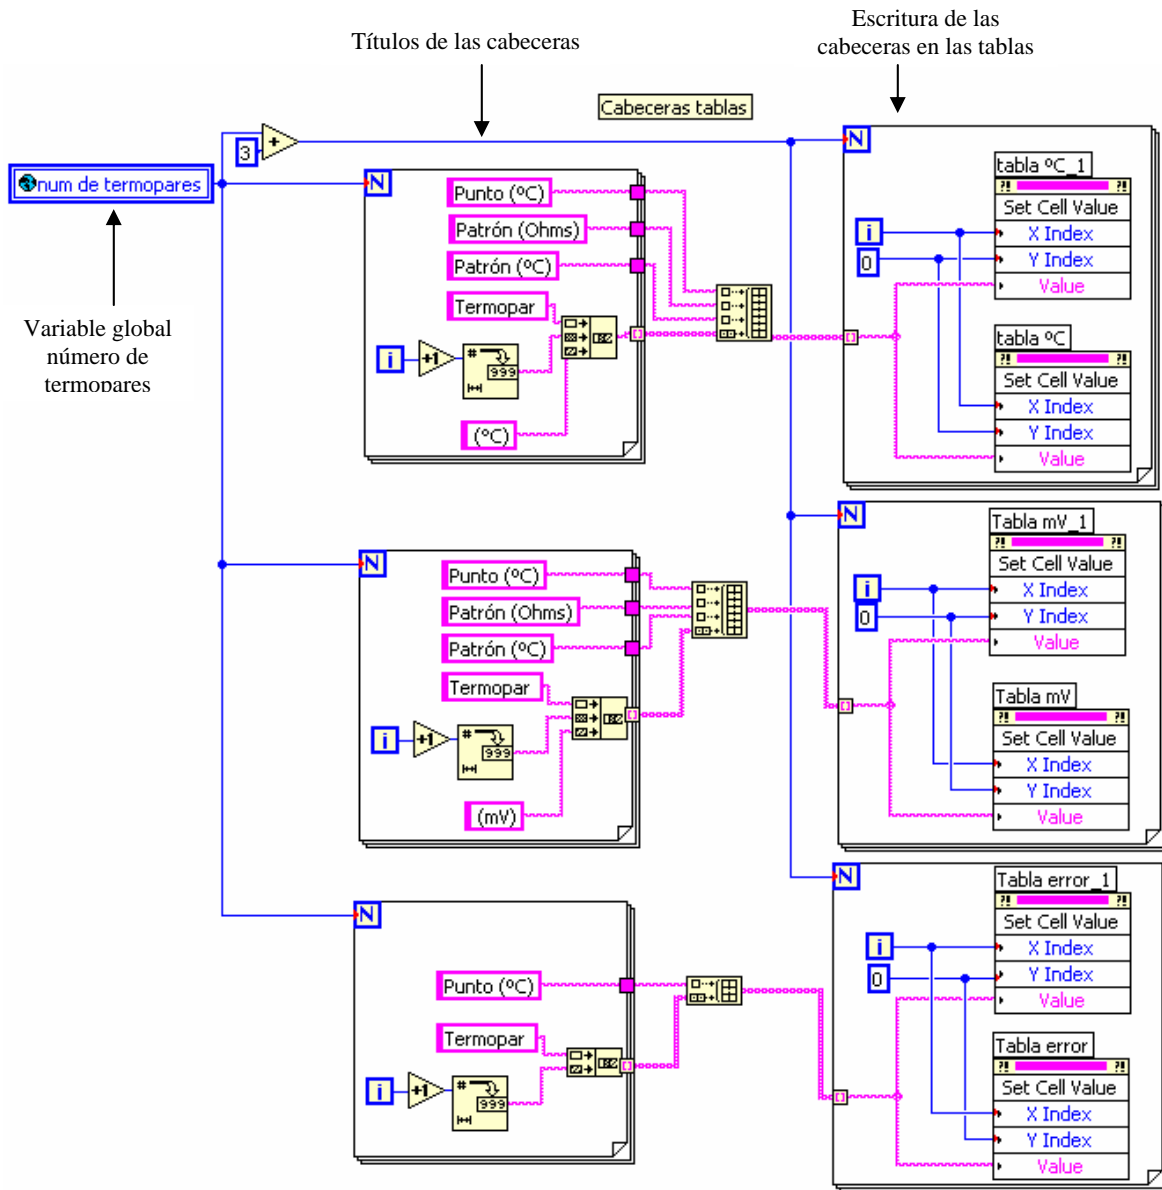 Títulos de las cabeceras
Escritura de las
cabeceras en las tablas
Cabeceras tablas
num de termopares
3
+
Variable global
número de
termopares
N
Punto (ºC)
Patrón (Ohms)
Patrón (ºC)
Termopar
i
+1
#
999
(ºC)
N
tabla ºC_1
?! ?!
Set Cell Value
i
X Index
0
Y Index
Value
tabla ºC
?! ?!
Set Cell Value
X Index
Y Index
Value
N
Punto (ºC)
Patrón (Ohms)
Patrón (ºC)
Termopar
i
+1
#
999
(mV)
N
Tabla mV_1
?! ?!
Set Cell Value
i
X Index
0
Y Index
Value
Tabla mV
?! ?!
Set Cell Value
X Index
Y Index
Value
N
Punto (ºC)
Termopar
i
+1
#
999
N
Tabla error_1
?! ?!
Set Cell Value
i
X Index
0
Y Index
Value
Tabla error
?! ?!
Set Cell Value
X Index
Y Index
Value